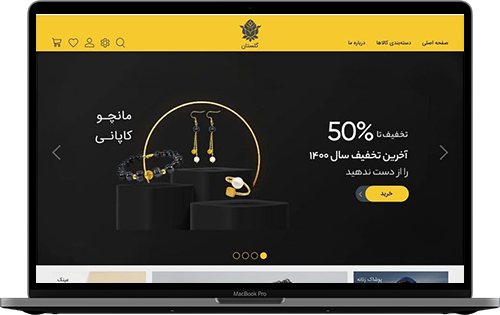 گلستان
صفحه اصلی
دسته‌بندی کالاها
درباره ما
مانچو
کاپانی
تخفیف تا 50%
آخرین تخفیف سال ۱۴۰۰
را از دست ندهید
خرید
پوشاک زنانه
عینک
MacBook Pro